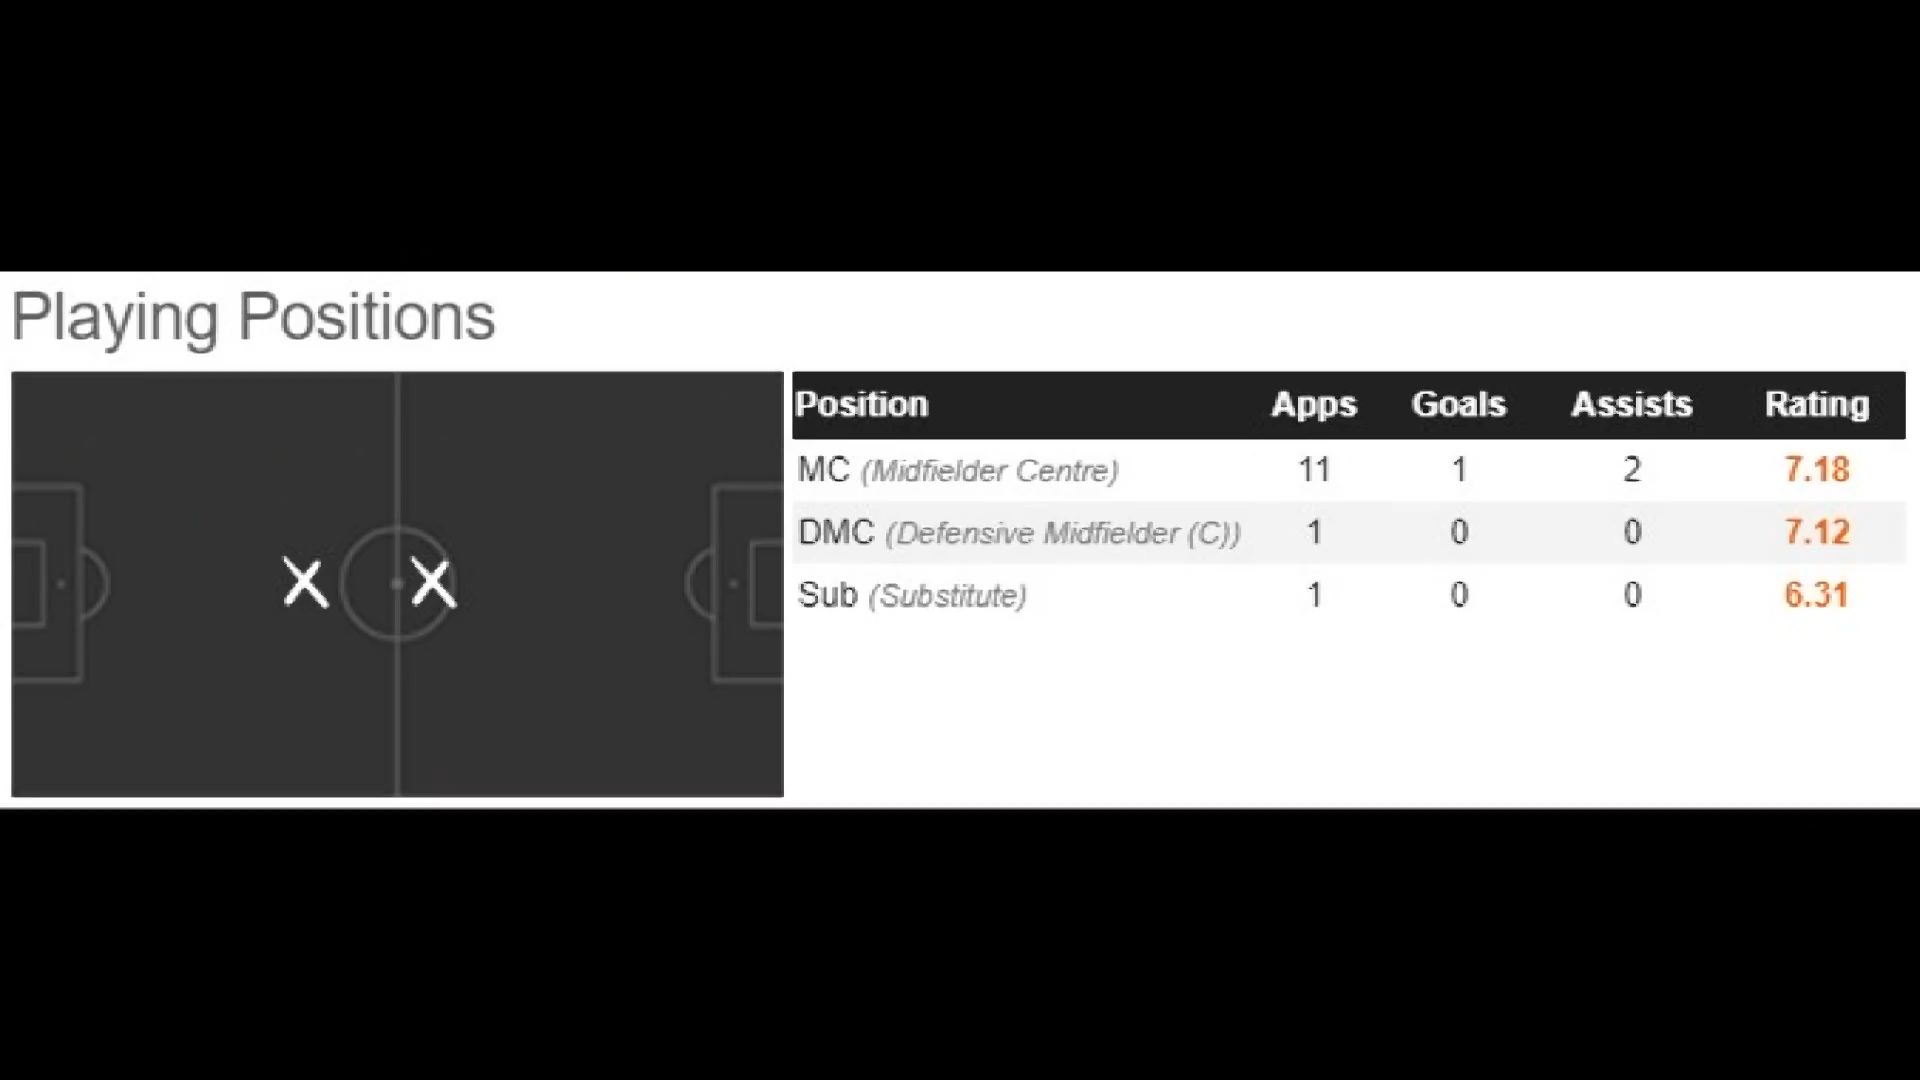 Playing Positions
Position Apps Goals Assists Rating
MC (Midfielder Centre) 11 1 2 7.18
DMC (Defensive Midfielder (C)) 1 0 0 7.12
Sub (Substitute) 1 0 0 6.31